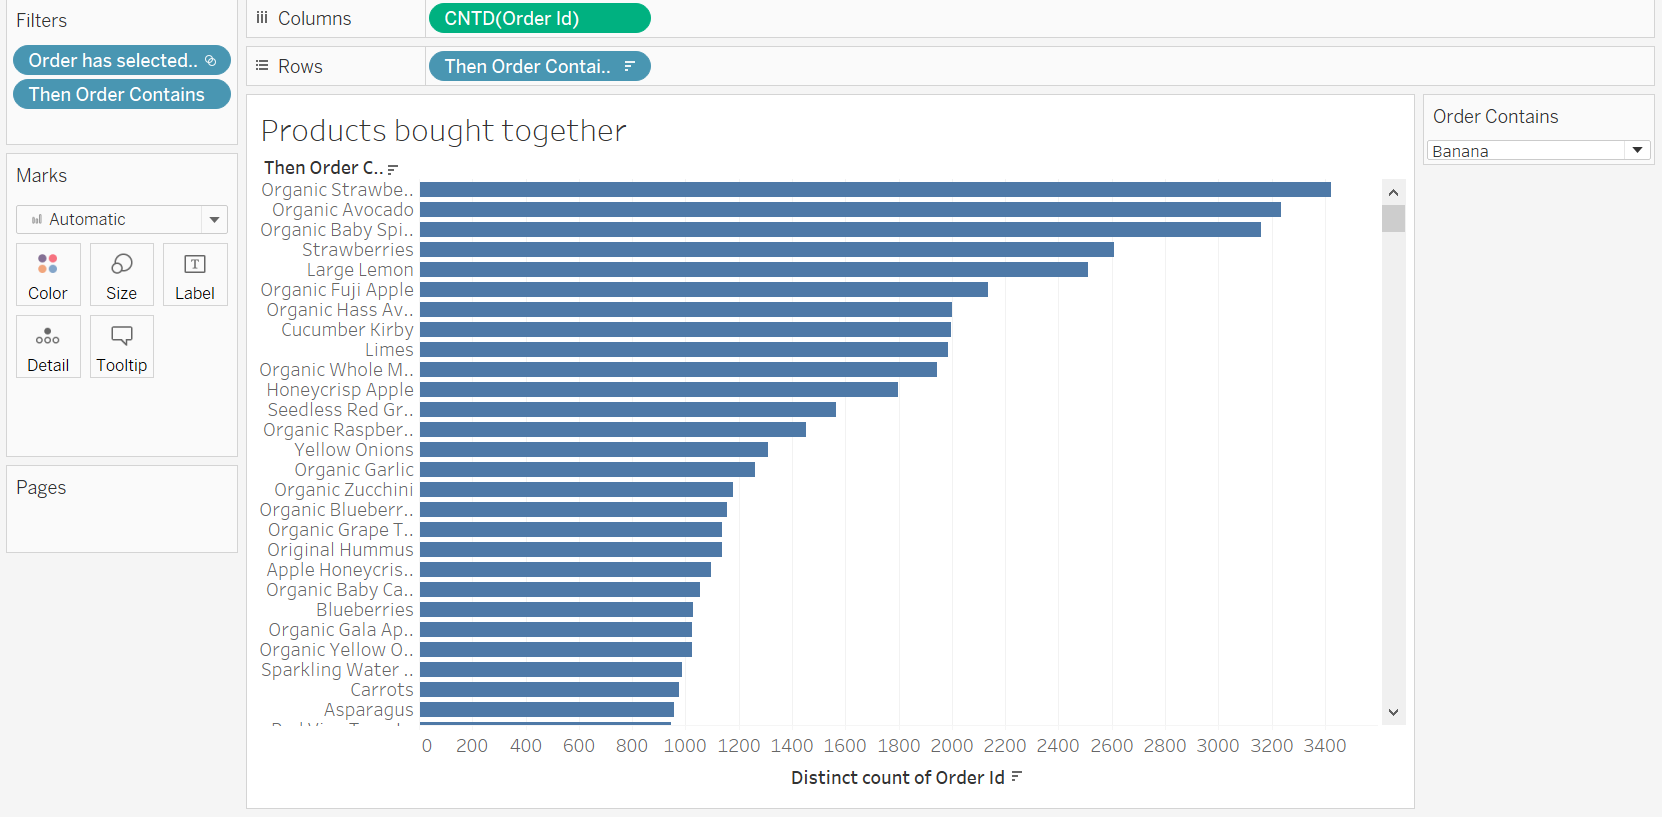 Filters
Order has selected..
Then Order Contains
Marks
Automatic
Color
Size
Label
Detail
Tooltip
Pages
Columns
CNTD(Order Id)
Rows
Then Order Contai..
Products bought together
Then Order C..
Organic Strawbe..
Organic Avocado
Organic Baby Spi..
Strawberries
Large Lemon
Organic Fuji Apple
Organic Hass Av..
Cucumber Kirby
Limes
Organic Whole M..
Honeycrisp Apple
Seedless Red Gr..
Organic Raspber..
Yellow Onions
Organic Garlic
Organic Zucchini
Organic Blueberr..
Organic Grape T..
Original Hummus
Apple Honeycris..
Organic Baby Ca..
Blueberries
Organic Gala Ap..
Organic Yellow O..
Sparkling Water ..
Carrots
Asparagus
0 200 400 600 800 1000 1200 1400 1600 1800 2000 2200 2400 2600 2800 3000 3200 3400
Distinct count of Order Id
Order Contains
Banana